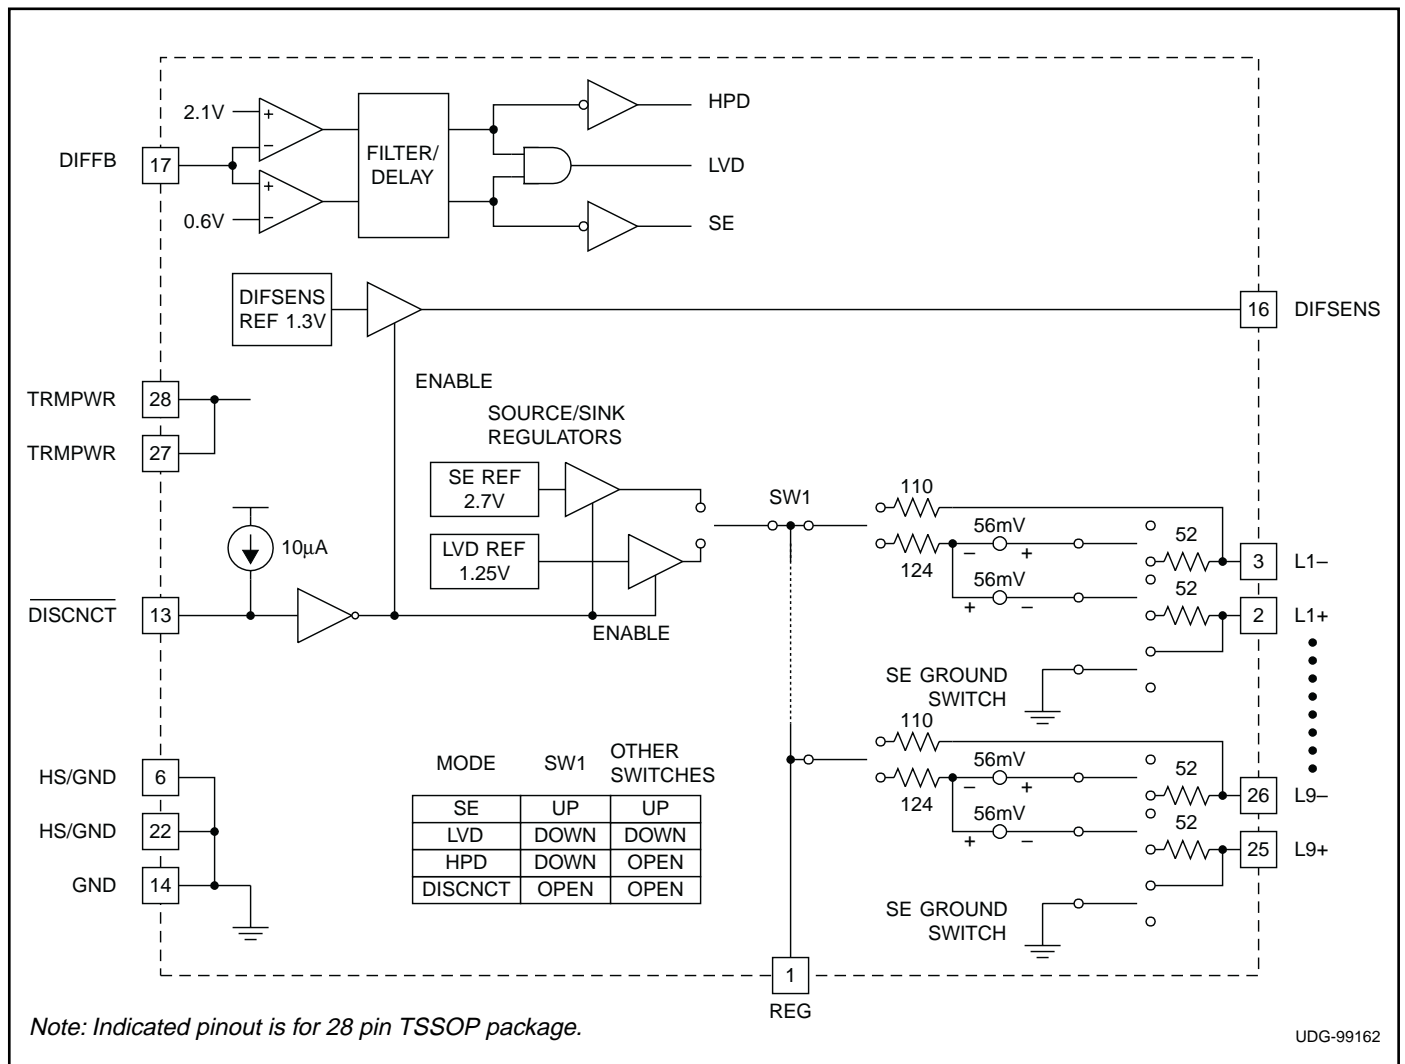 2.1V
+
−
HPD
DIFFB
17
FILTER/
DELAY
LVD
+
−
0.6V
SE
DIFSENS
REF 1.3V
16
DIFSENS
ENABLE
TRMPWR
28
TRMPWR
27
SOURCE/SINK
REGULATORS
SE REF
2.7V
LVD REF
1.25V
SW1
10µA
DISCNCT
13
ENABLE
110
56mV
− +
124
56mV
+ −
52
3
L1–
52
2
L1+
SE GROUND
SWITCH
110
56mV
− +
124
56mV
+ −
52
26
L9–
52
25
L9+
SE GROUND
SWITCH
HS/GND
6
HS/GND
22
GND
14
MODE SW1 OTHER
SWITCHES
SE UP UP
LVD DOWN DOWN
HPD DOWN OPEN
DISCNCT OPEN OPEN
1
REG
Note: Indicated pinout is for 28 pin TSSOP package.
UDG-99162